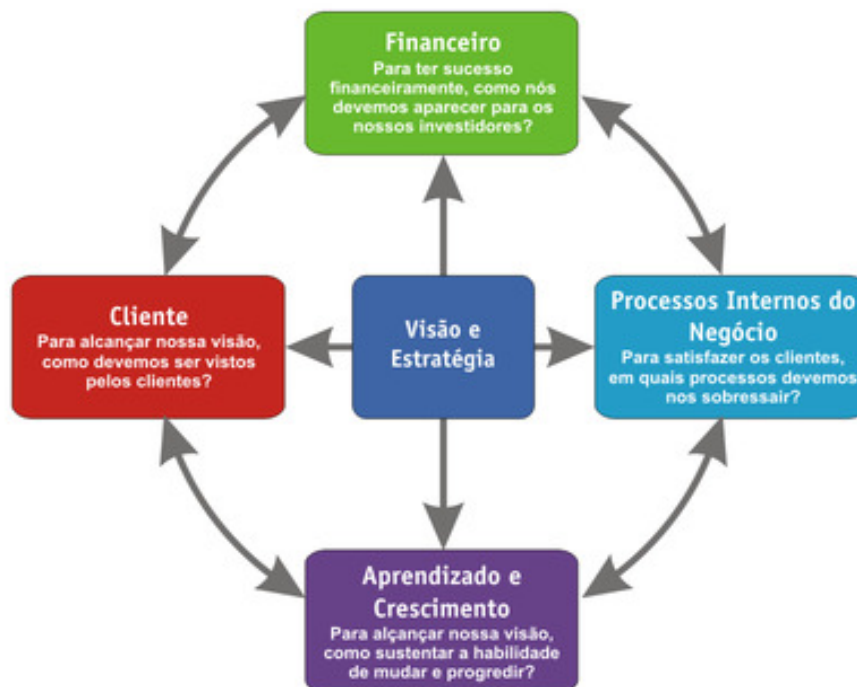 Financeiro
Para ter sucesso
financeiramente, como nós
devemos aparecer para os
nossos investidores?
Cliente
Para alcançar nossa visão,
como devemos ser vistos
pelos clientes?
Visão e
Estratégia
Processos Internos do
Negócio
Para satisfazer os clientes,
em quais processos devemos
nos sobressair?
Aprendizado e
Crescimento
Para alçançar nossa visão,
como sustentar a habilidade
de mudar e progredir?